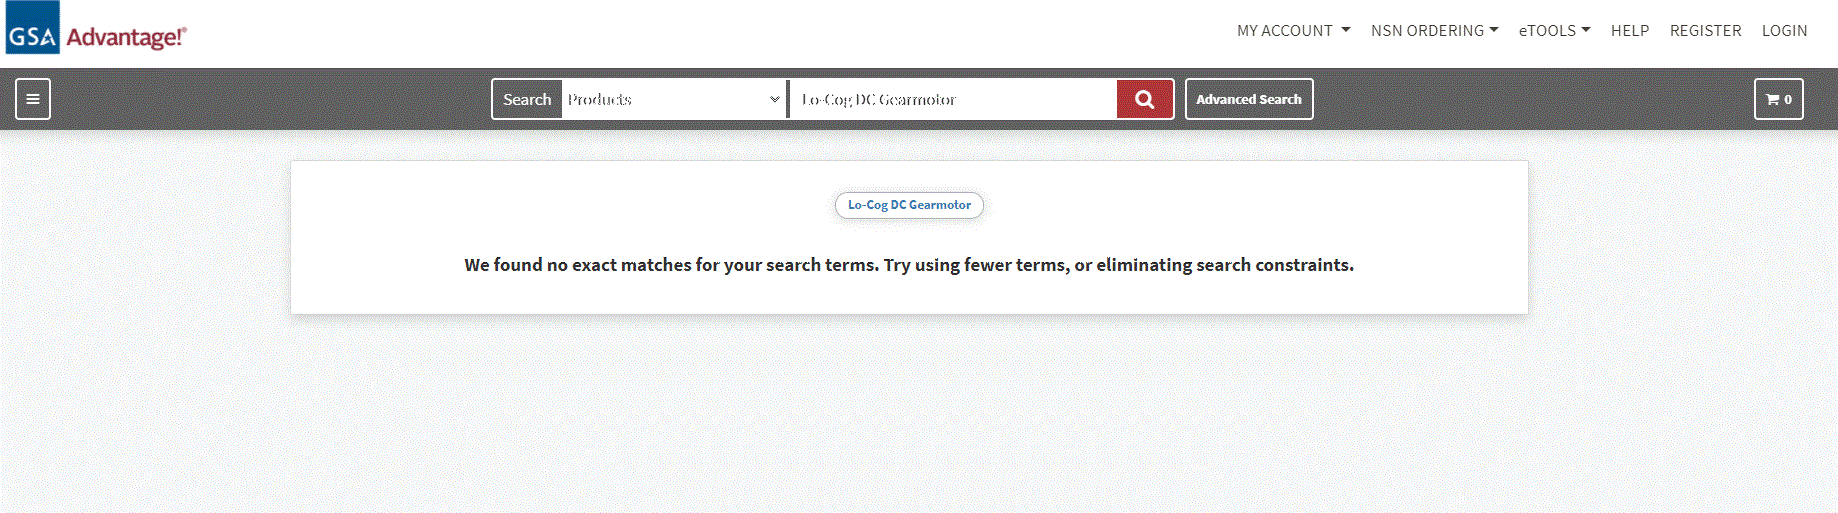 GSA Advantage!®
MY ACCOUNT NSN ORDERING eTOOLS HELP REGISTER LOGIN
Search Products Lo-Cog DC Gearmotor Advanced Search 0
Lo-Cog DC Gearmotor
We found no exact matches for your search terms. Try using fewer terms, or eliminating search constraints.